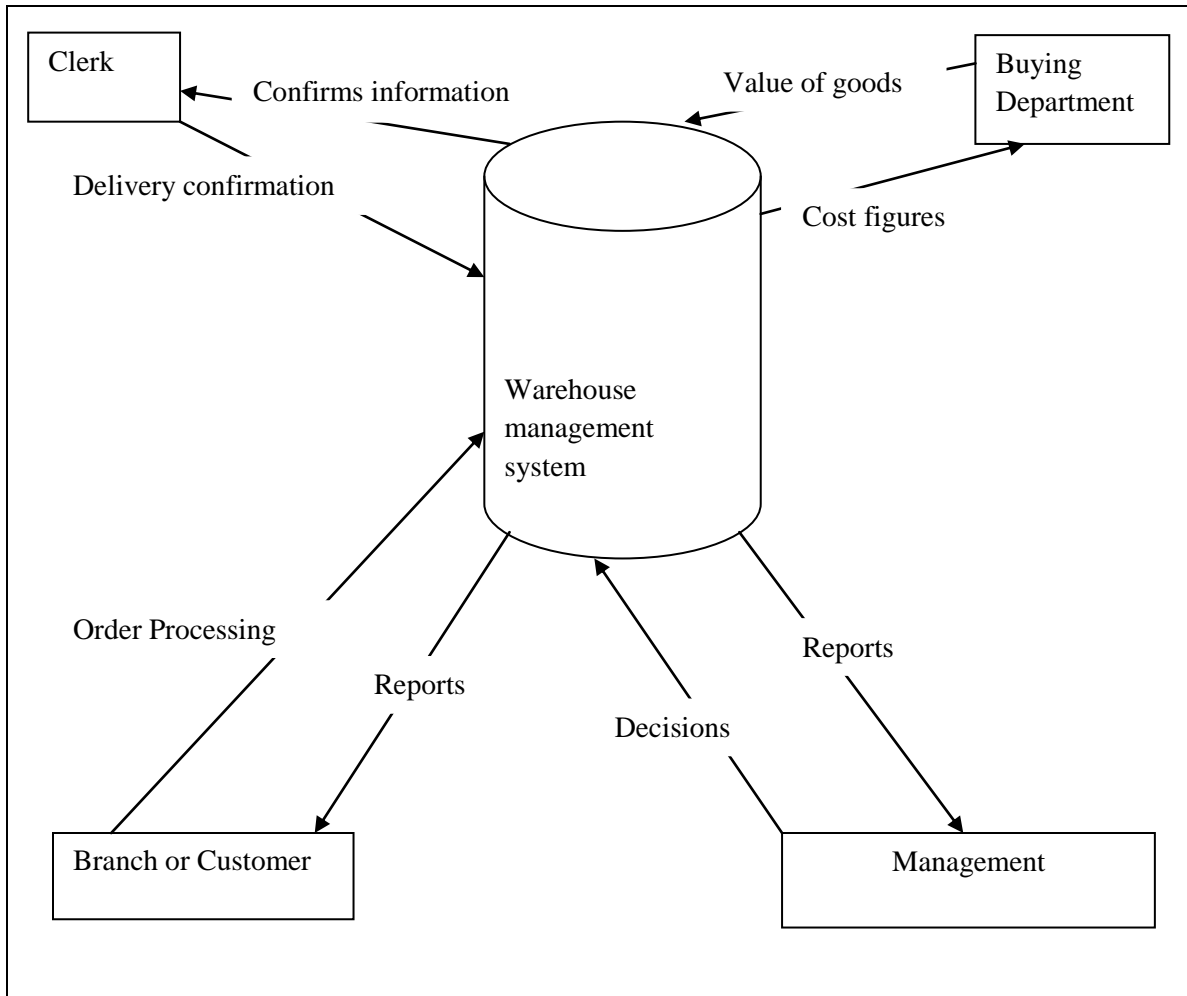 Clerk
Confirms information
Value of goods
Buying
Department
Delivery confirmation
Cost figures
Warehouse
management
system
Order Processing
Reports
Reports
Decisions
Branch or Customer
Management